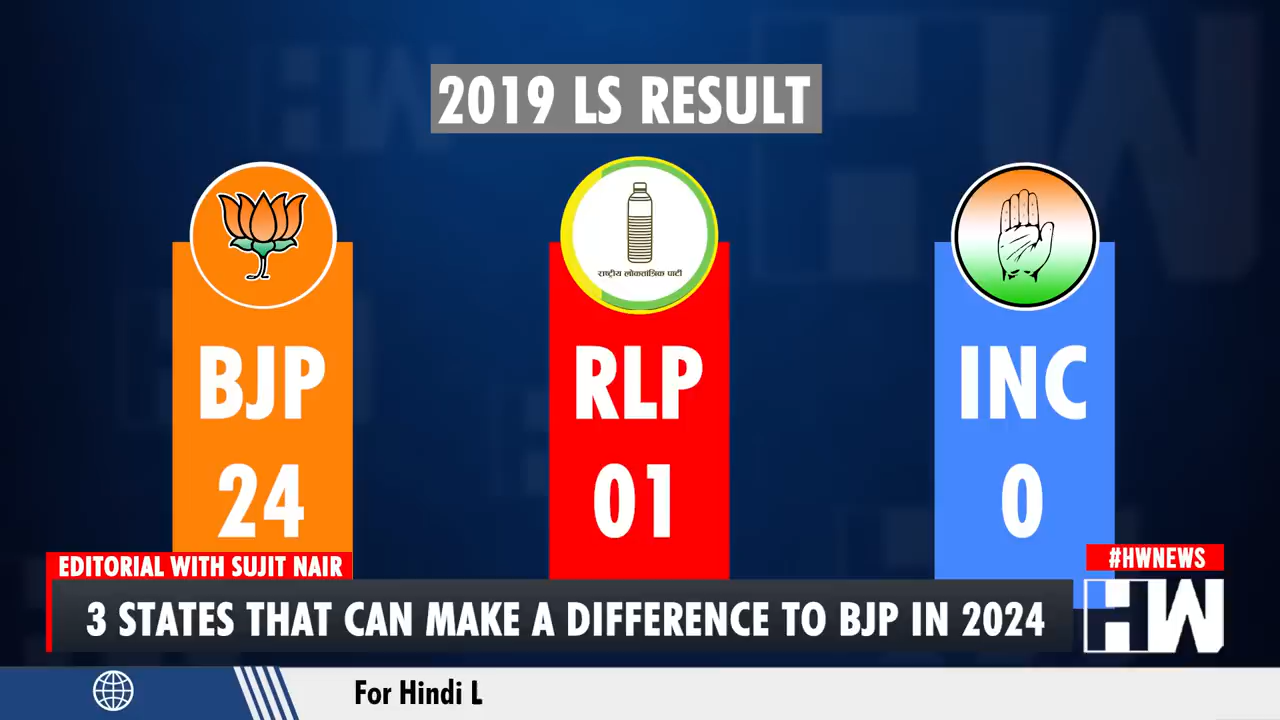 2019 LS RESULT
राष्ट्रीय लोकतांत्रिक पार्टी
BJP
24
RLP
01
INC
0
EDITORIAL WITH SUJIT NAIR
3 STATES THAT CAN MAKE A DIFFERENCE TO BJP IN 2024
#HWNEWS
HW
For Hindi L